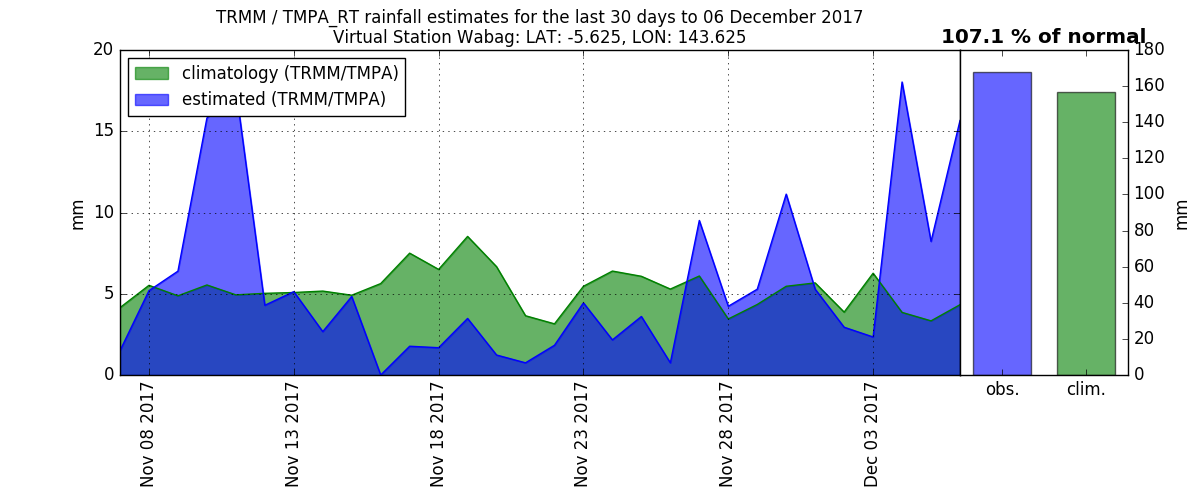 TRMM / TMPA_RT rainfall estimates for the last 30 days to 06 December 2017
Virtual Station Wabag: LAT: -5.625, LON: 143.625
107.1 % of normal
climatology (TRMM/TMPA)
estimated (TRMM/TMPA)
20
15
10
5
0
mm
Nov 08 2017
Nov 13 2017
Nov 18 2017
Nov 23 2017
Nov 28 2017
Dec 03 2017
obs.
clim.
180
160
140
120
100
80
60
40
20
0
mm